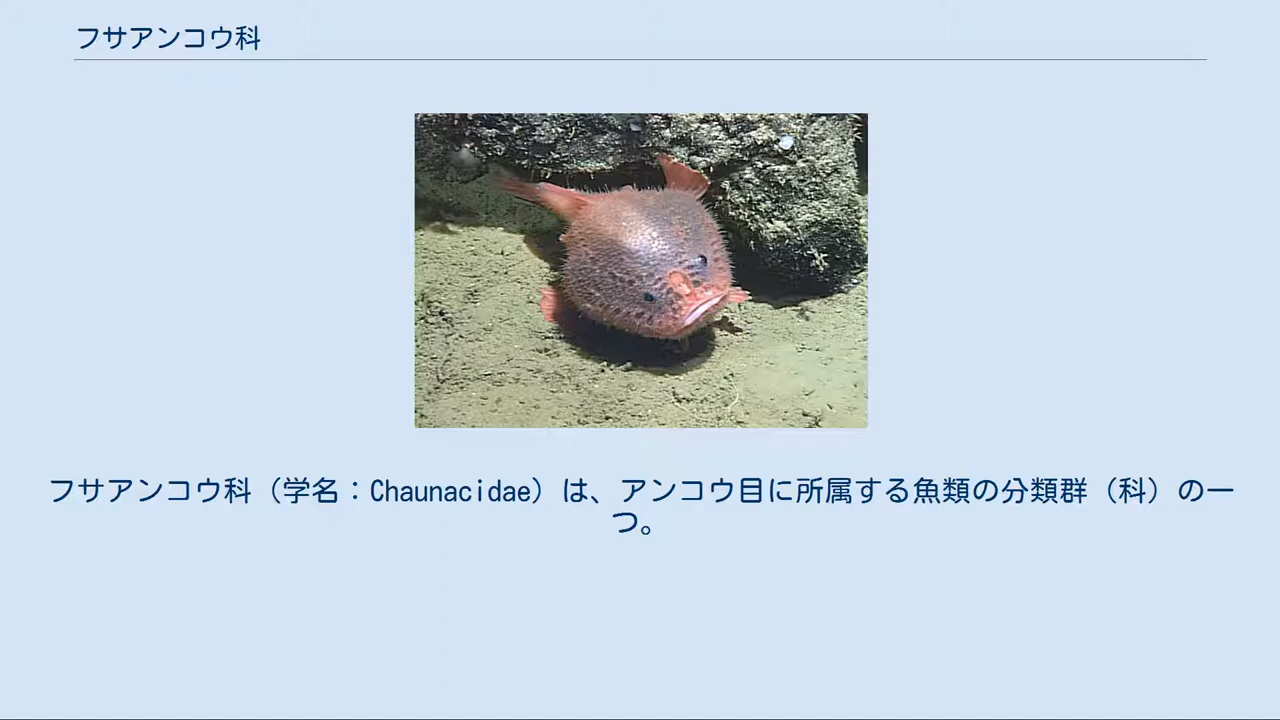 フサアンコウ科
フサアンコウ科（学名：Chaunacidae）は、アンコウ目に所属する魚類の分類群（科）の一
つ。